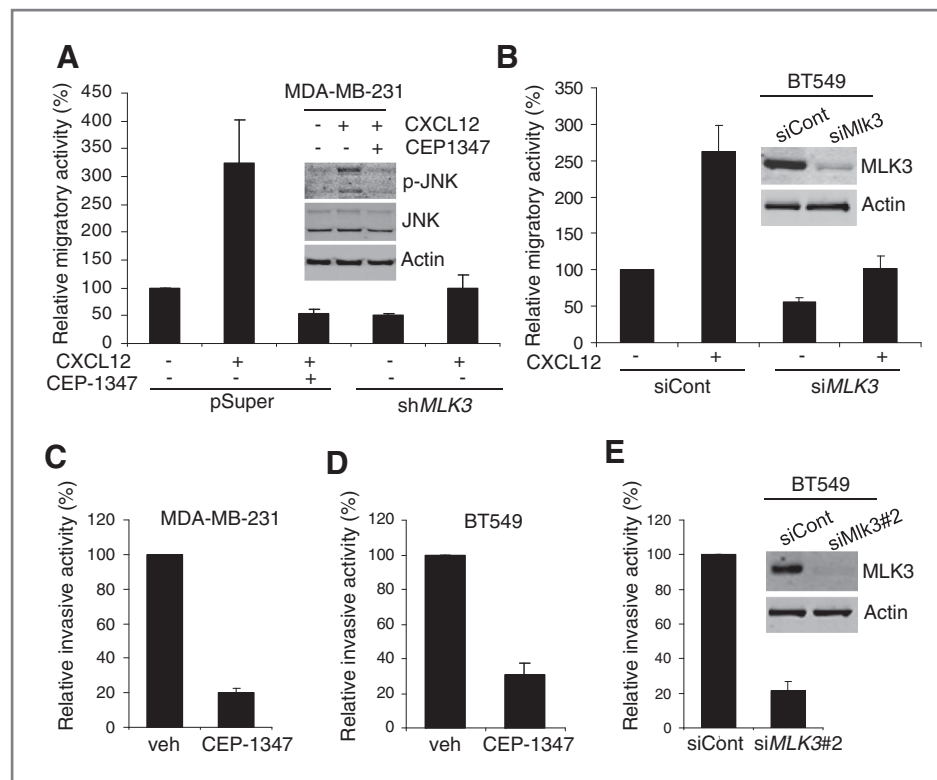 A
Relative migratory activity (%)
450
400
350
300
250
200
150
100
50
0
MDA-MB-231
- + + CXCL12
- - + CEP1347
p-JNK
JNK
Actin
CXCL12 - + + - +
CEP-1347 - - + - -
pSuper shMLK3
B
Relative migratory activity (%)
350
300
250
200
150
100
50
0
BT549
siCont siMlk3
MLK3
Actin
CXCL12 - + - +
siCont siMLK3
C
Relative invasive activity (%)
120
100
80
60
40
20
0
MDA-MB-231
veh CEP-1347
D
Relative invasive activity (%)
120
100
80
60
40
20
0
BT549
veh CEP-1347
E
Relative invasive activity (%)
120
100
80
60
40
20
0
BT549
siCont siMlk3#2
MLK3
Actin
siCont siMLK3#2